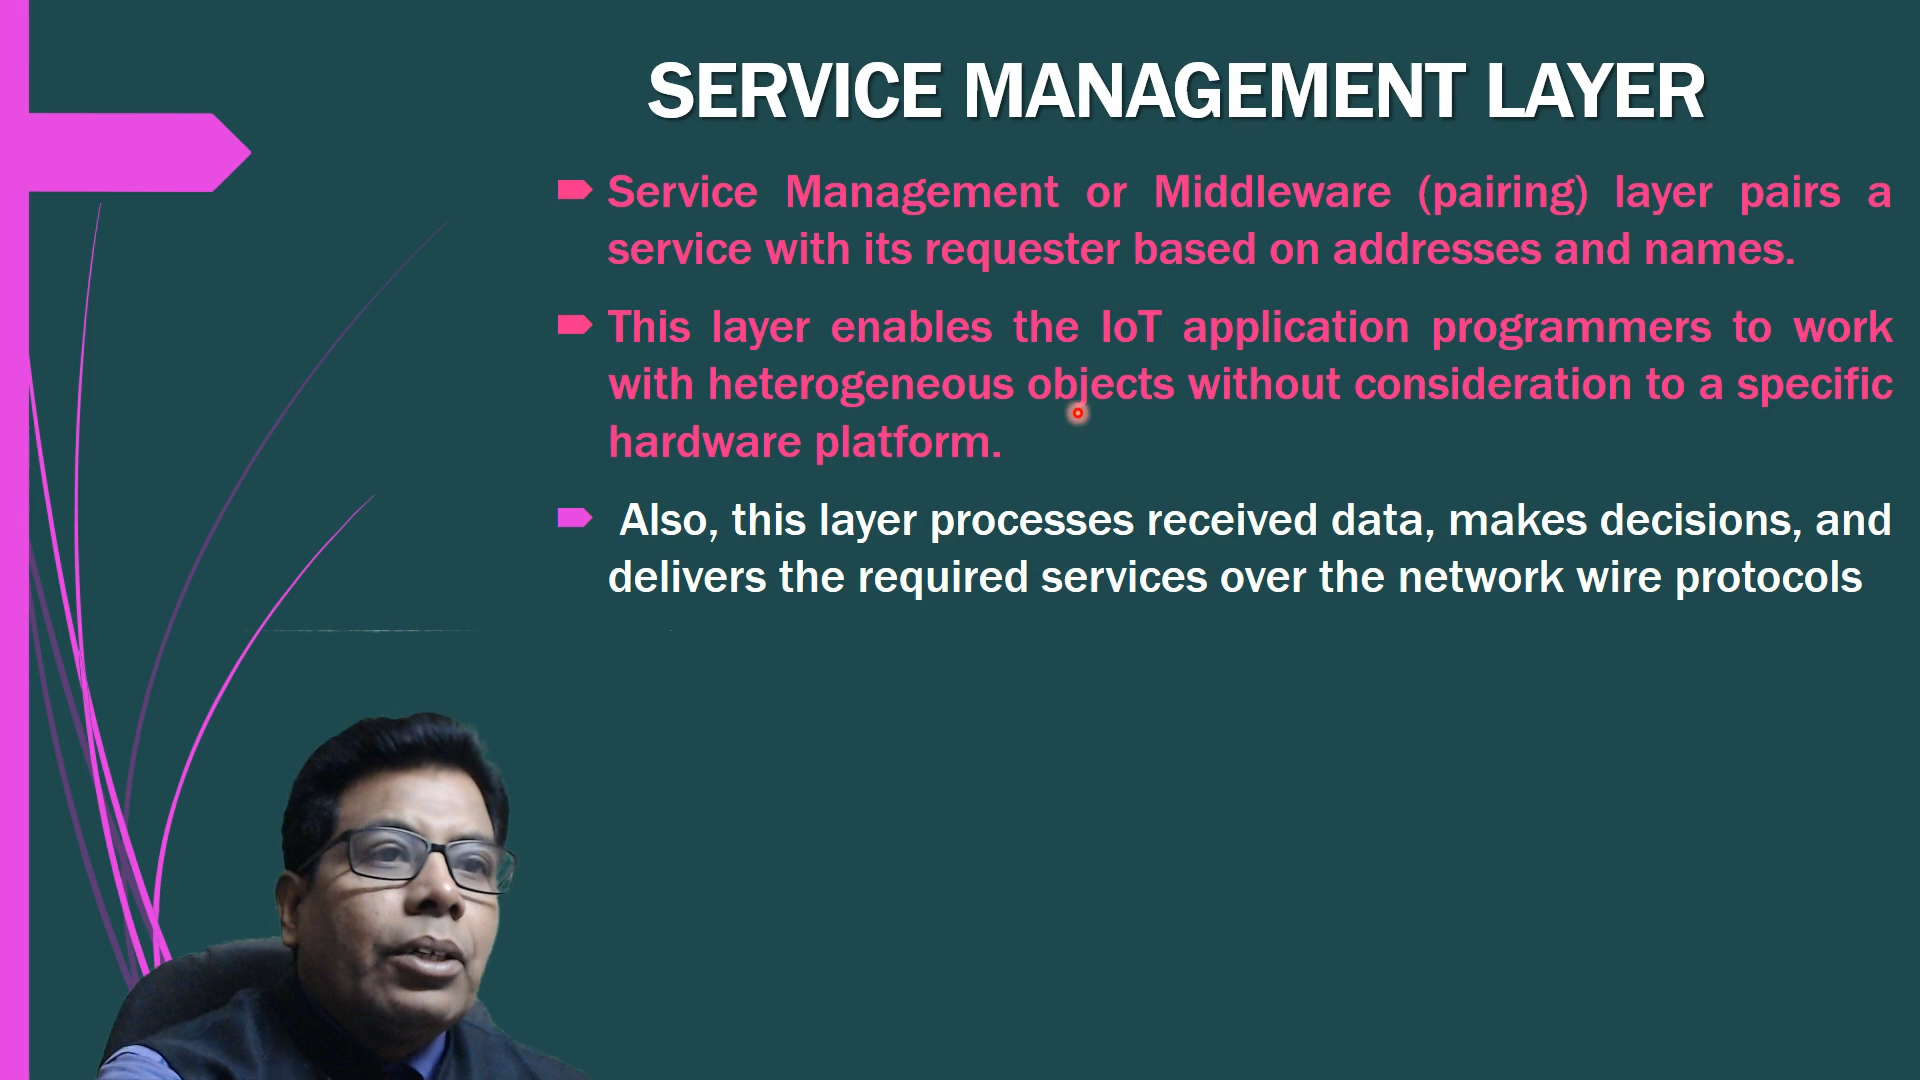 SERVICE MANAGEMENT LAYER
Service Management or Middleware (pairing) layer pairs a
service with its requester based on addresses and names.
This layer enables the IoT application programmers to work
with heterogeneous objects without consideration to a specific
hardware platform.
Also, this layer processes received data, makes decisions, and
delivers the required services over the network wire protocols